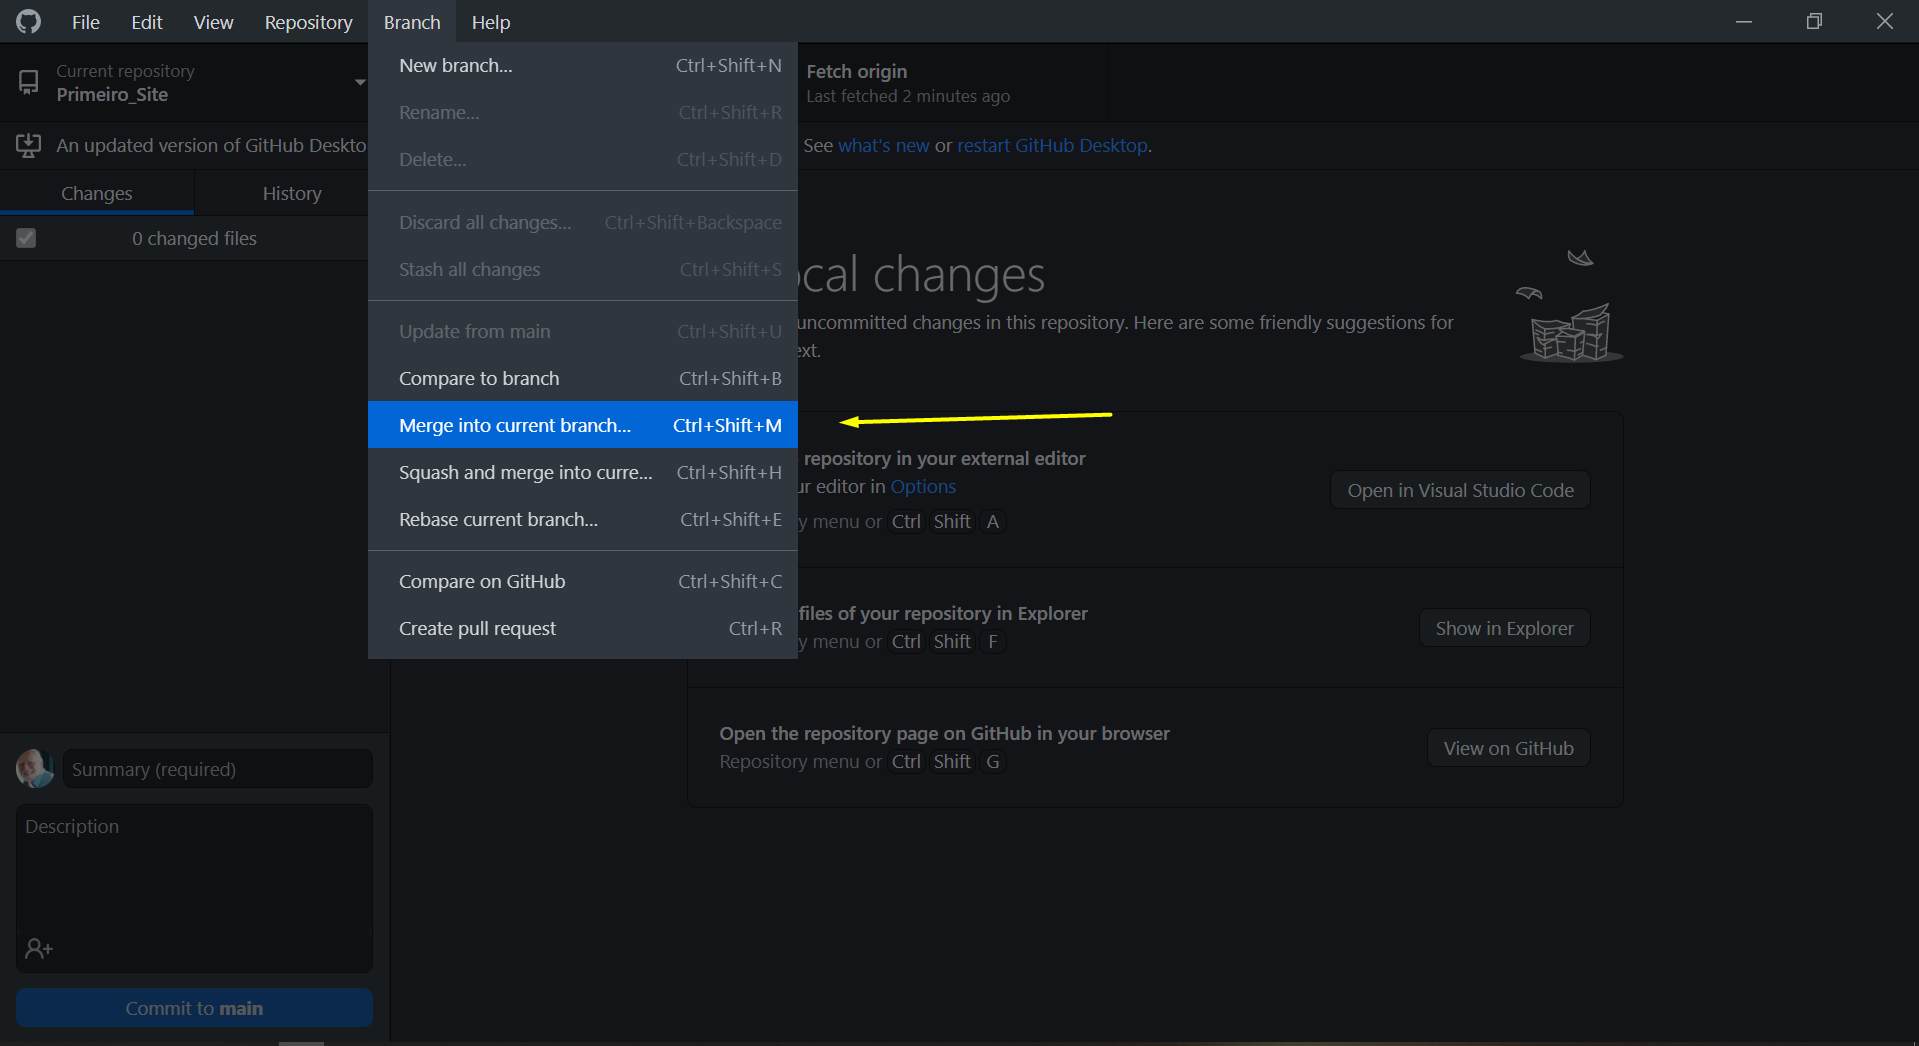 File Edit View Repository Branch Help
Current repository
Primeiro_Site
Fetch origin
Last fetched 2 minutes ago
An updated version of GitHub Deskto
See what's new or restart GitHub Desktop.
Changes History
0 changed files
New branch... Ctrl+Shift+N
Rename... Ctrl+Shift+R
Delete... Ctrl+Shift+D
Discard all changes... Ctrl+Shift+Backspace
Stash all changes Ctrl+Shift+S
Update from main Ctrl+Shift+U
Compare to branch Ctrl+Shift+B
Merge into current branch... Ctrl+Shift+M
Squash and merge into curre... Ctrl+Shift+H
Rebase current branch... Ctrl+Shift+E
Compare on GitHub Ctrl+Shift+C
Create pull request Ctrl+R
ocal changes
uncommitted changes in this repository. Here are some friendly suggestions for
ext.
repository in your external editor
ur editor in Options
y menu or Ctrl Shift A
Open in Visual Studio Code
files of your repository in Explorer
y menu or Ctrl Shift F
Show in Explorer
Open the repository page on GitHub in your browser
Repository menu or Ctrl Shift G
View on GitHub
Summary (required)
Description
Commit to main